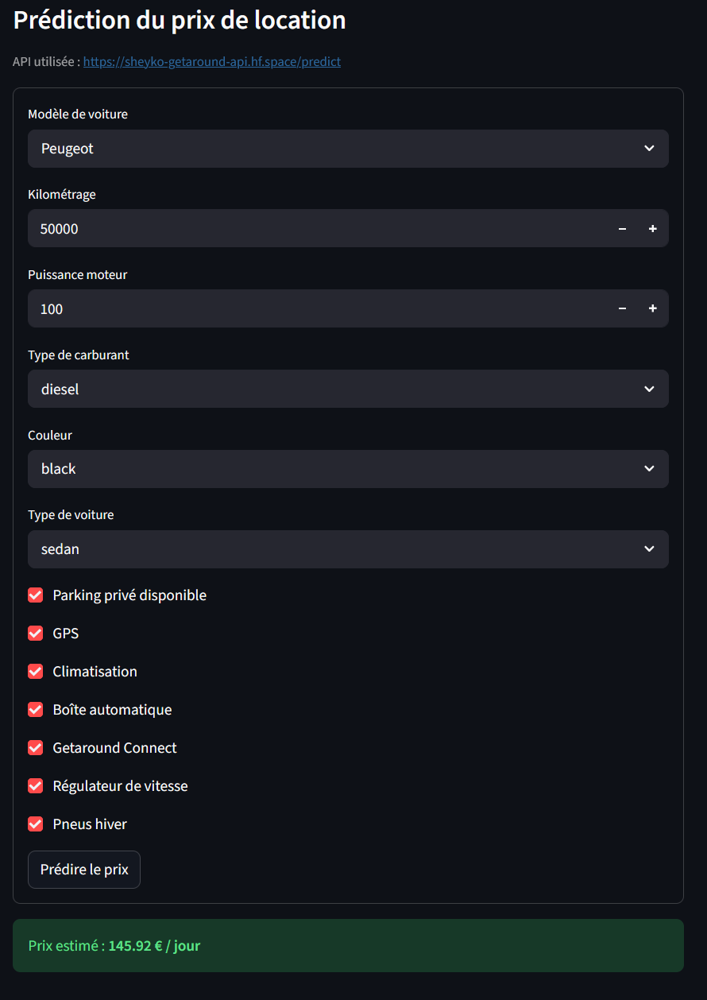 Prédiction du prix de location
API utilisée : https://sheyko-getaround-api.hf.space/predict
Modèle de voiture
Peugeot
Kilométrage
50000
Puissance moteur
100
Type de carburant
diesel
Couleur
black
Type de voiture
sedan
Parking privé disponible
GPS
Climatisation
Boîte automatique
Getaround Connect
Régulateur de vitesse
Pneus hiver
Prédire le prix
Prix estimé : 145.92 € / jour